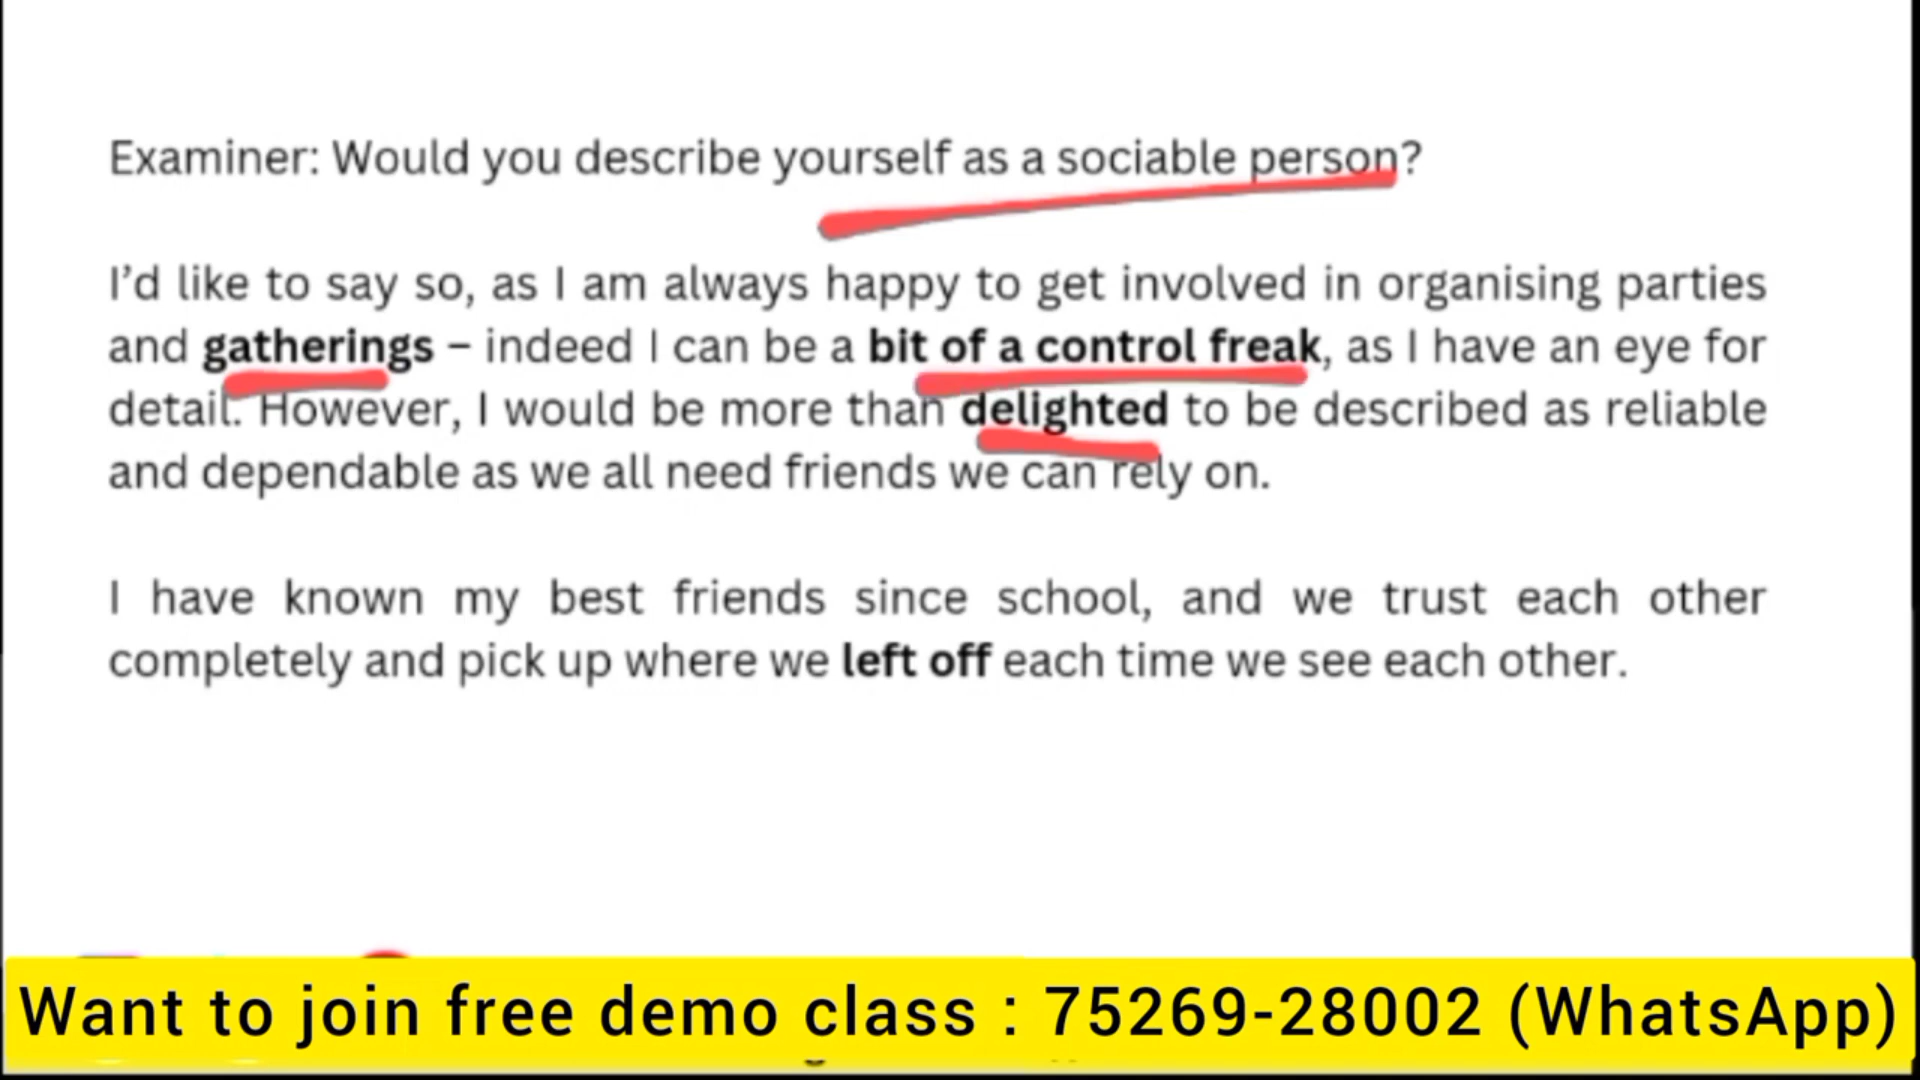 Examiner: Would you describe yourself as a sociable person?
I’d like to say so, as I am always happy to get involved in organising parties
and gatherings – indeed I can be a bit of a control freak, as I have an eye for
detail. However, I would be more than delighted to be described as reliable
and dependable as we all need friends we can rely on.
I have known my best friends since school, and we trust each other
completely and pick up where we left off each time we see each other.
Want to join free demo class : 75269-28002 (WhatsApp)